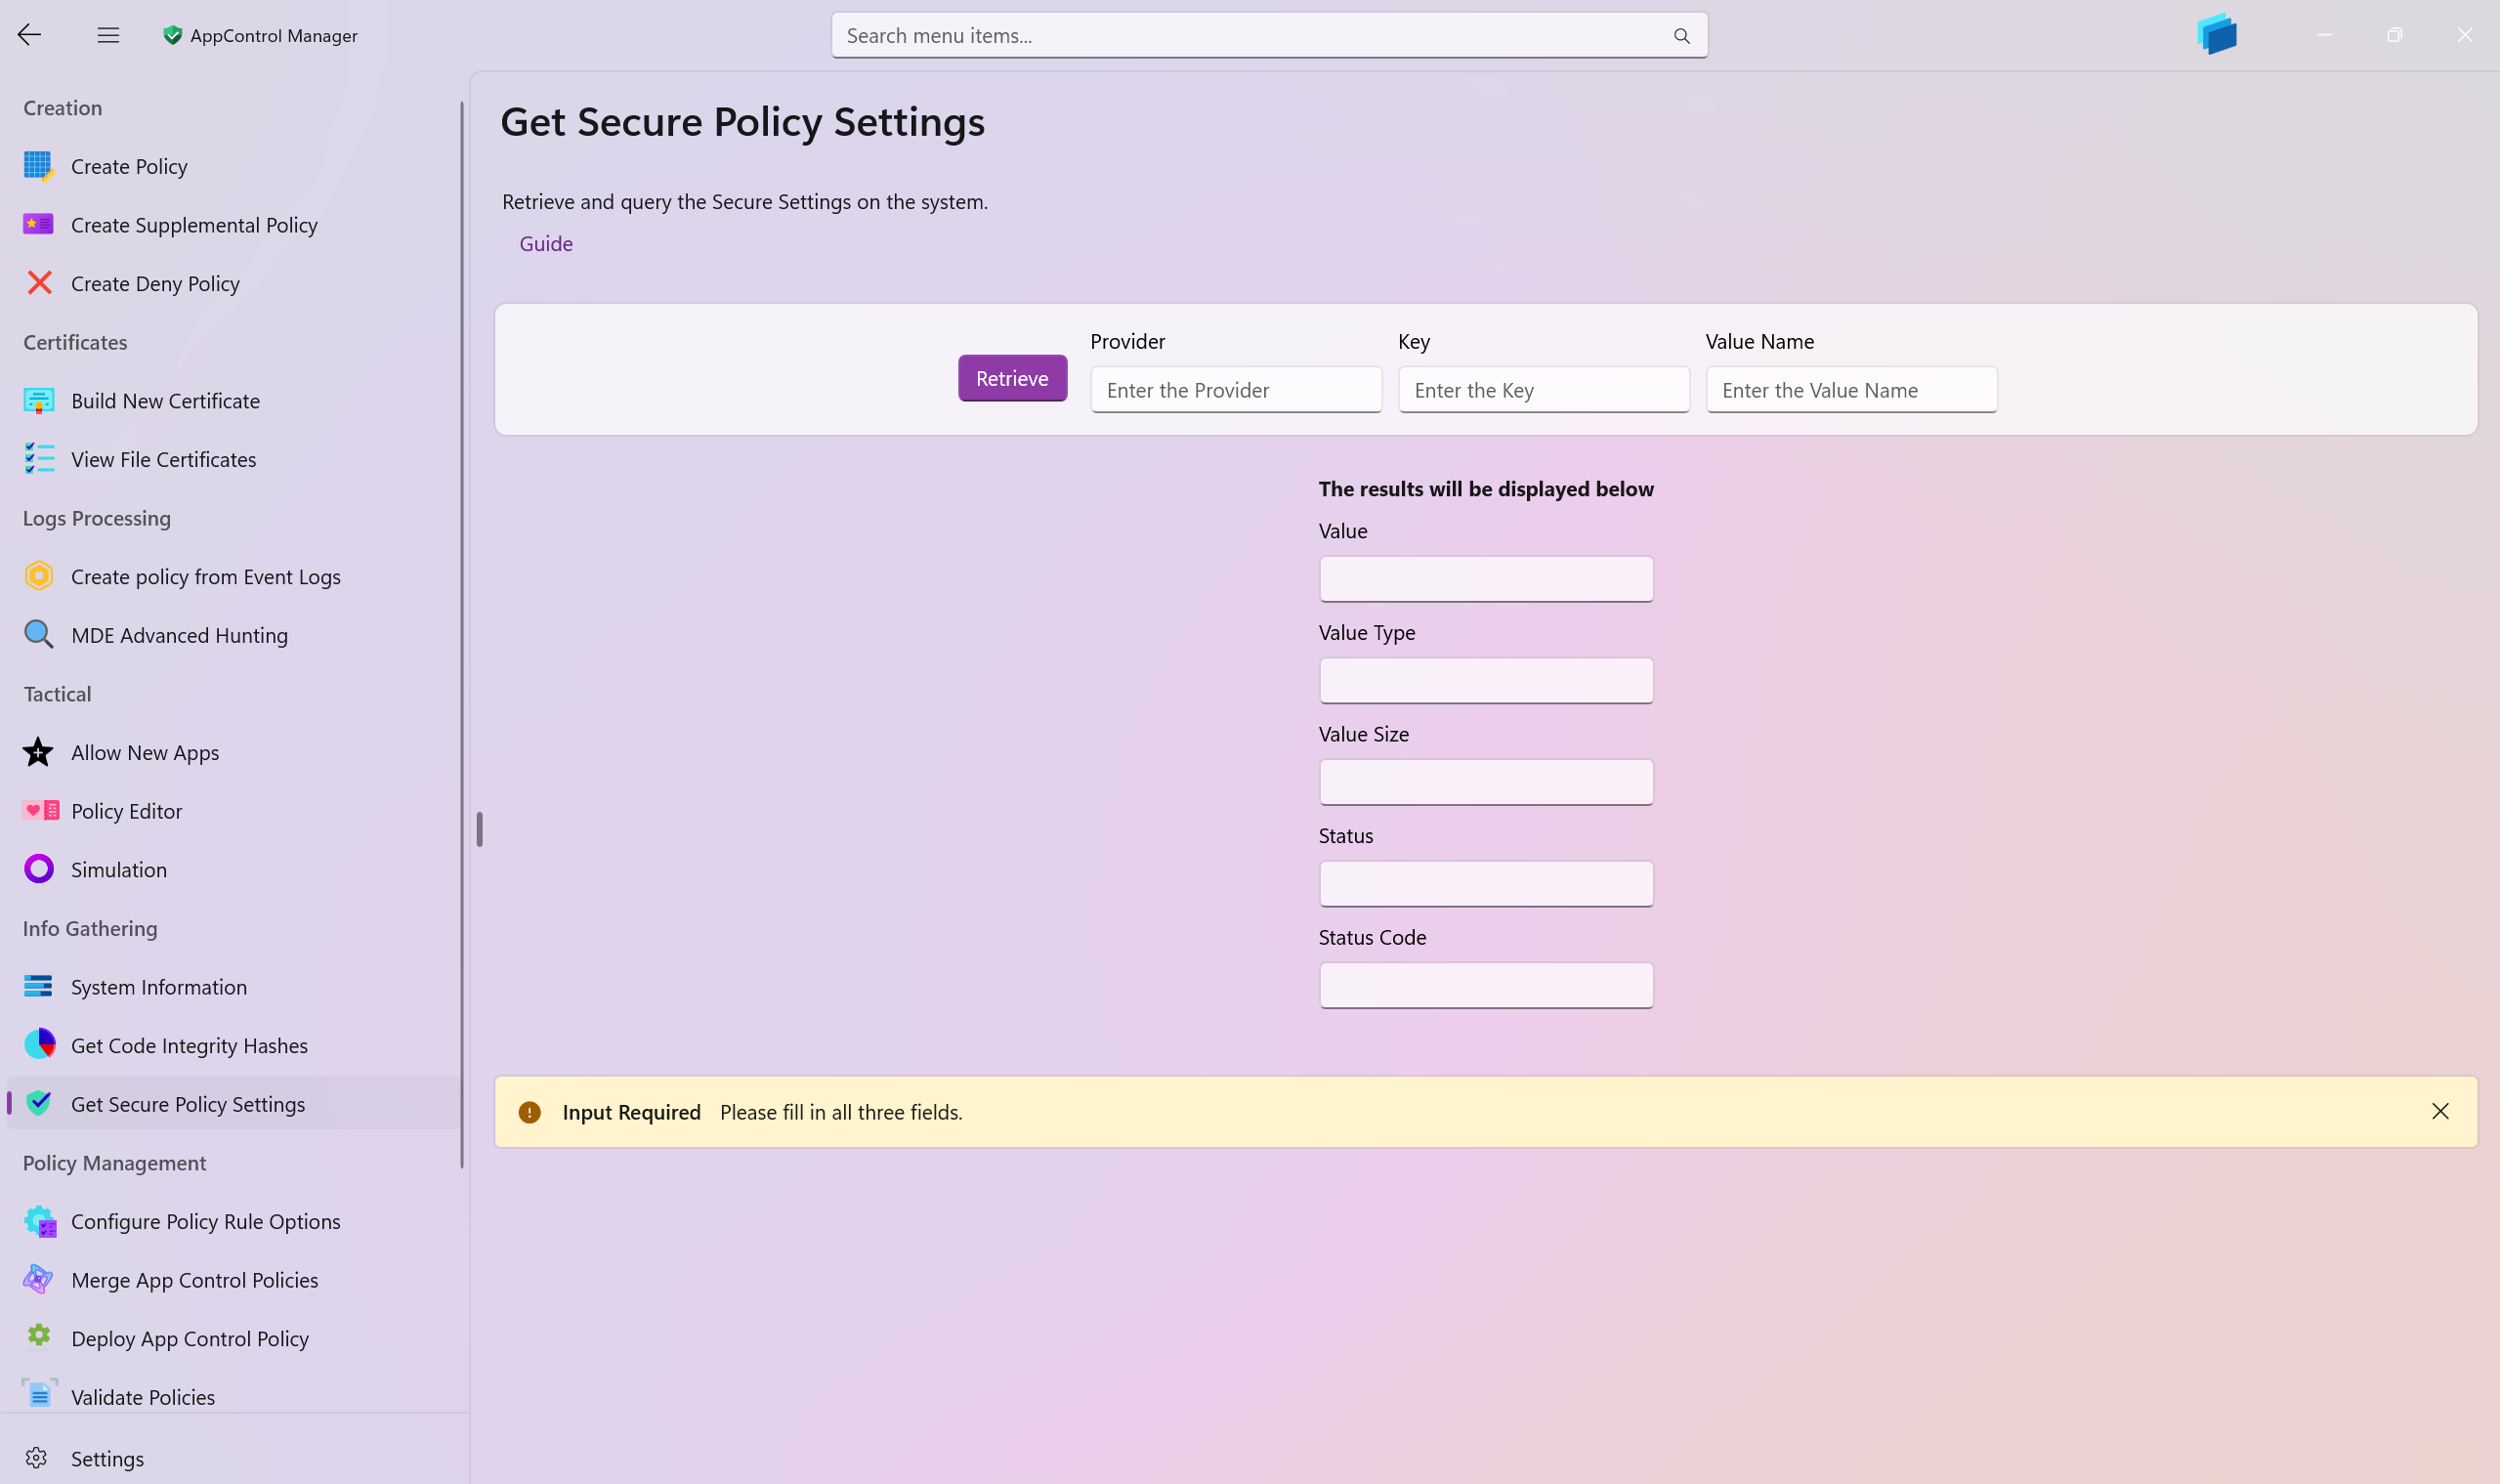 AppControl Manager
Search menu items...
Creation
Create Policy
Create Supplemental Policy
Create Deny Policy
Certificates
Build New Certificate
View File Certificates
Logs Processing
Create policy from Event Logs
MDE Advanced Hunting
Tactical
Allow New Apps
Policy Editor
Simulation
Info Gathering
System Information
Get Code Integrity Hashes
Get Secure Policy Settings
Policy Management
Configure Policy Rule Options
Merge App Control Policies
Deploy App Control Policy
Validate Policies
Settings
Get Secure Policy Settings
Retrieve and query the Secure Settings on the system.
Guide
Retrieve
Provider
Enter the Provider
Key
Enter the Key
Value Name
Enter the Value Name
The results will be displayed below
Value
Value Type
Value Size
Status
Status Code
Input Required Please fill in all three fields.